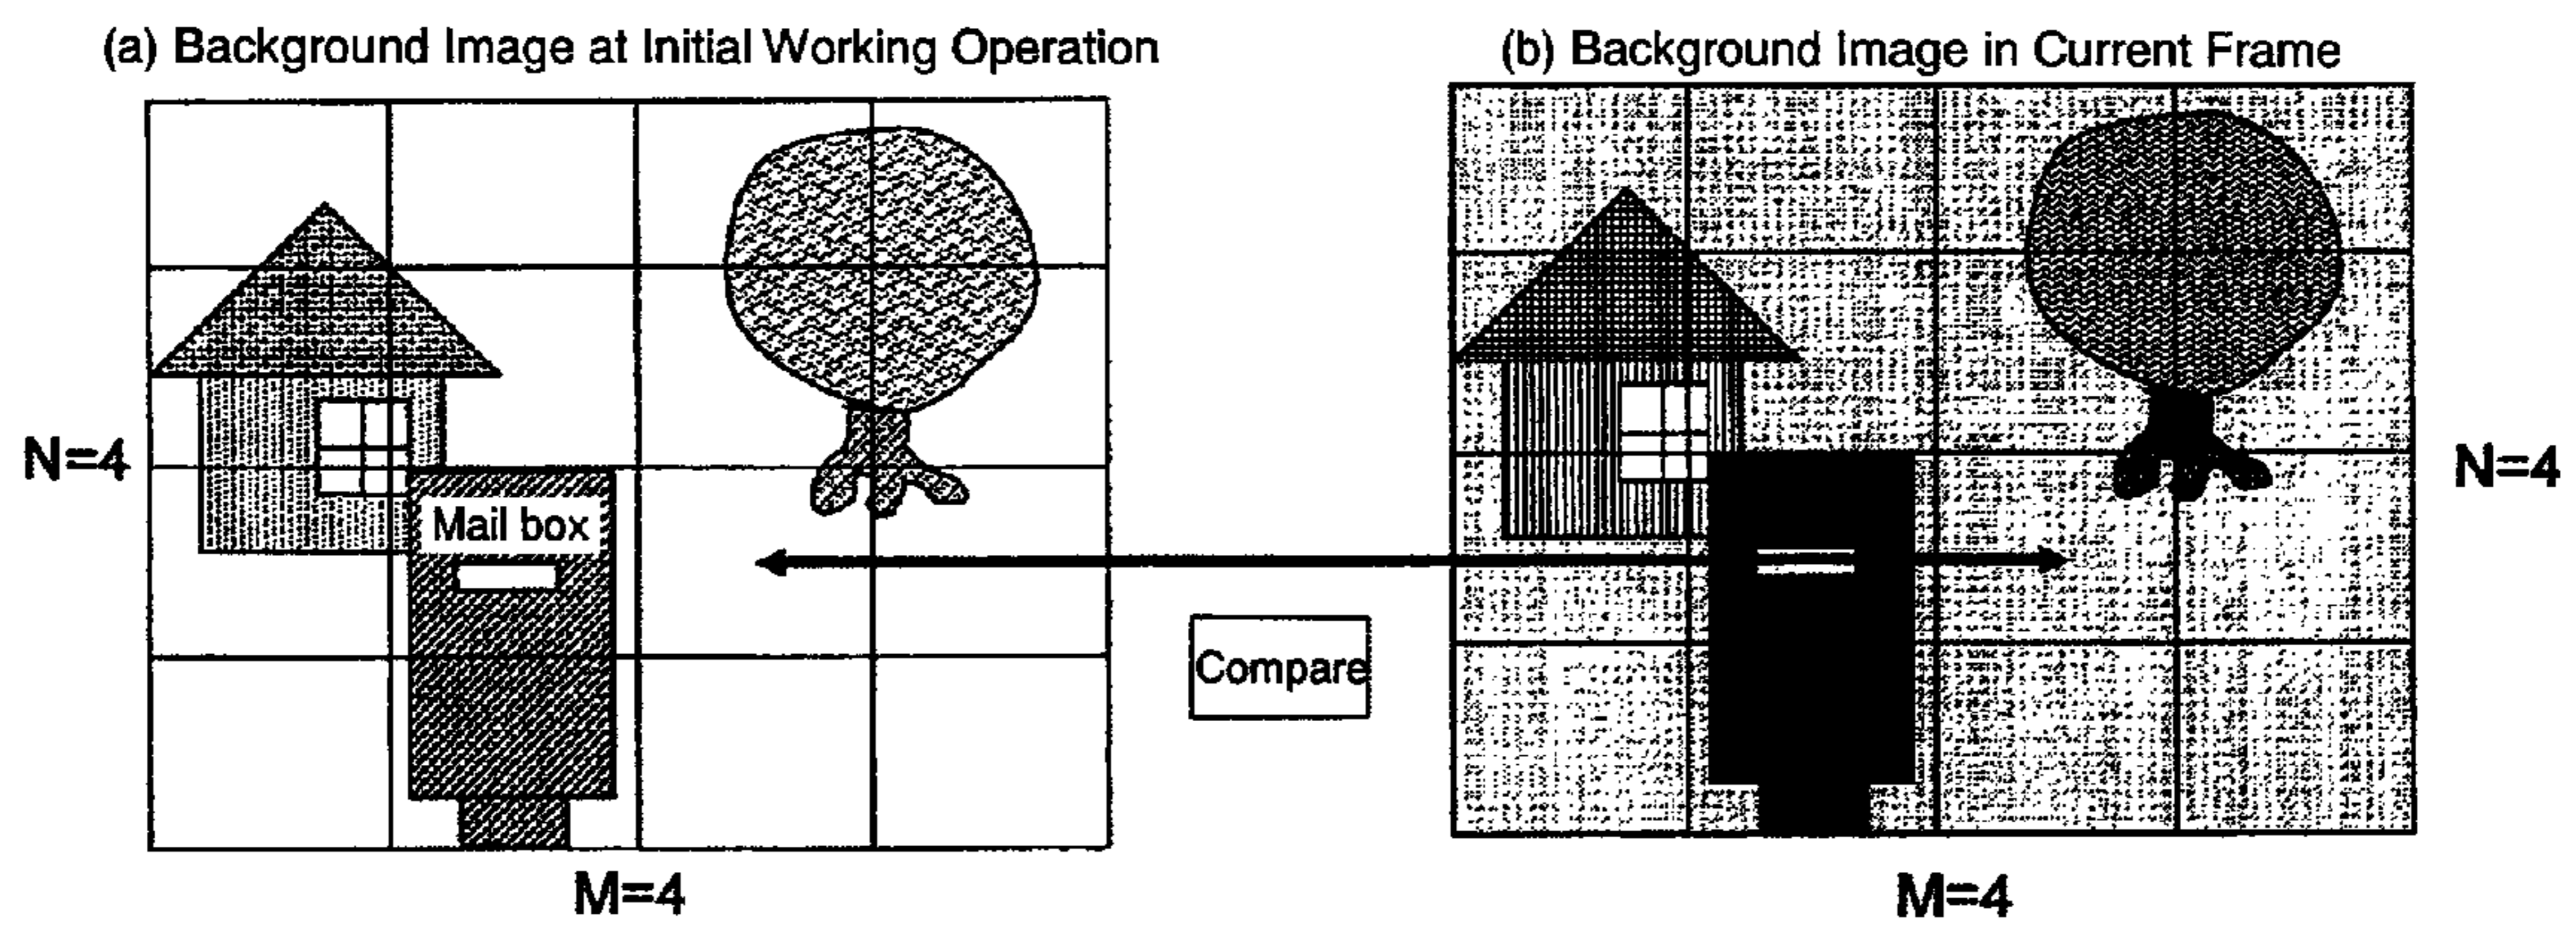 (a) Background Image at Initial Working Operation
(b) Background Image in Current Frame
N=4
Mail box
N=4
Compare
M=4
M=4